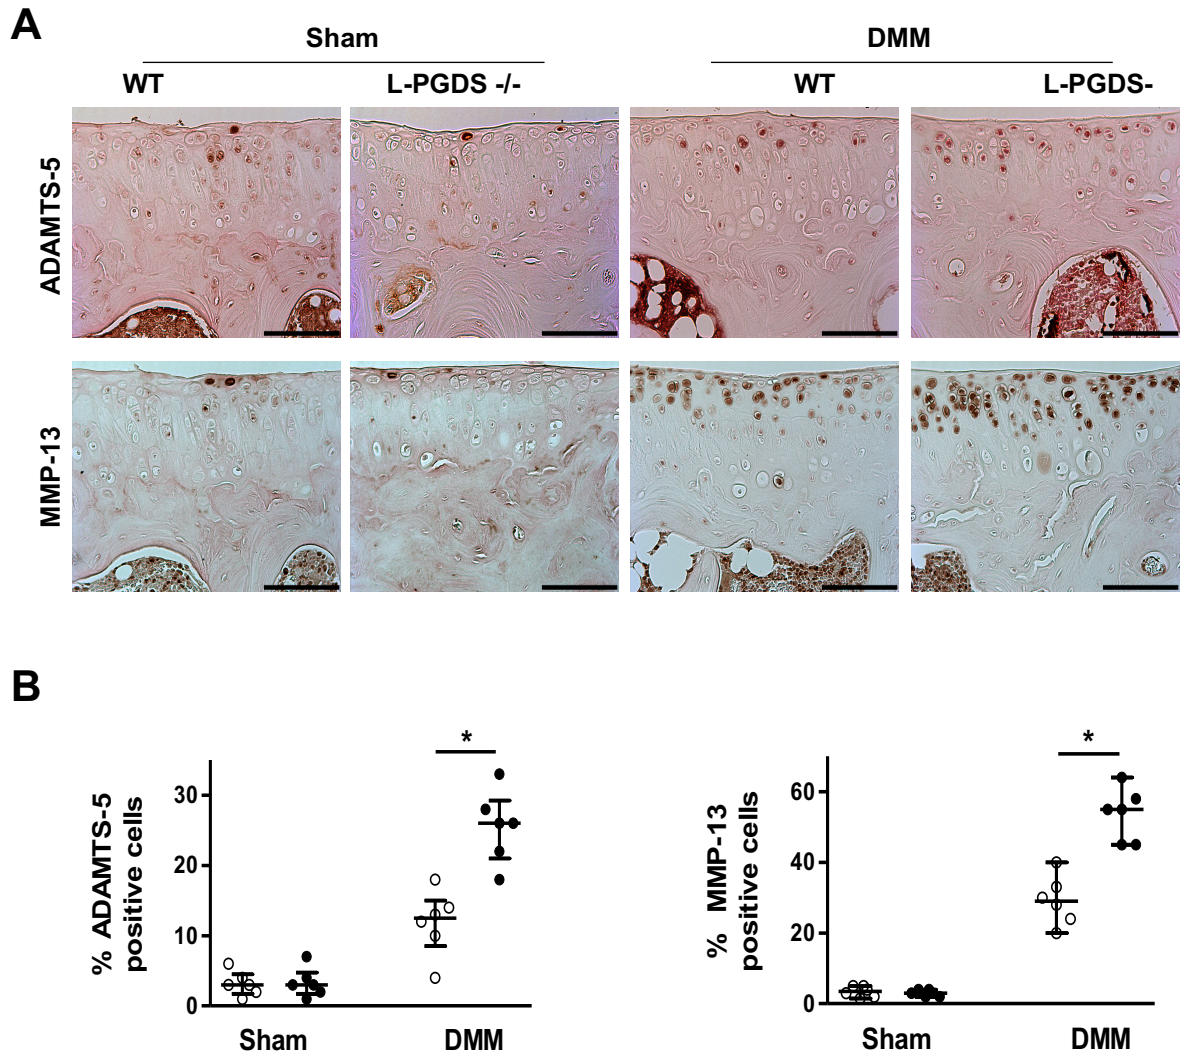 A
Sham
DMM
WT
L-PGDS -/-
WT
L-PGDS-
ADAMTS-5
MMP-13
B
*
% ADAMTS-5
positive cells
30
20
10
0
Sham
DMM
*
% MMP-13
positive cells
60
40
20
0
Sham
DMM